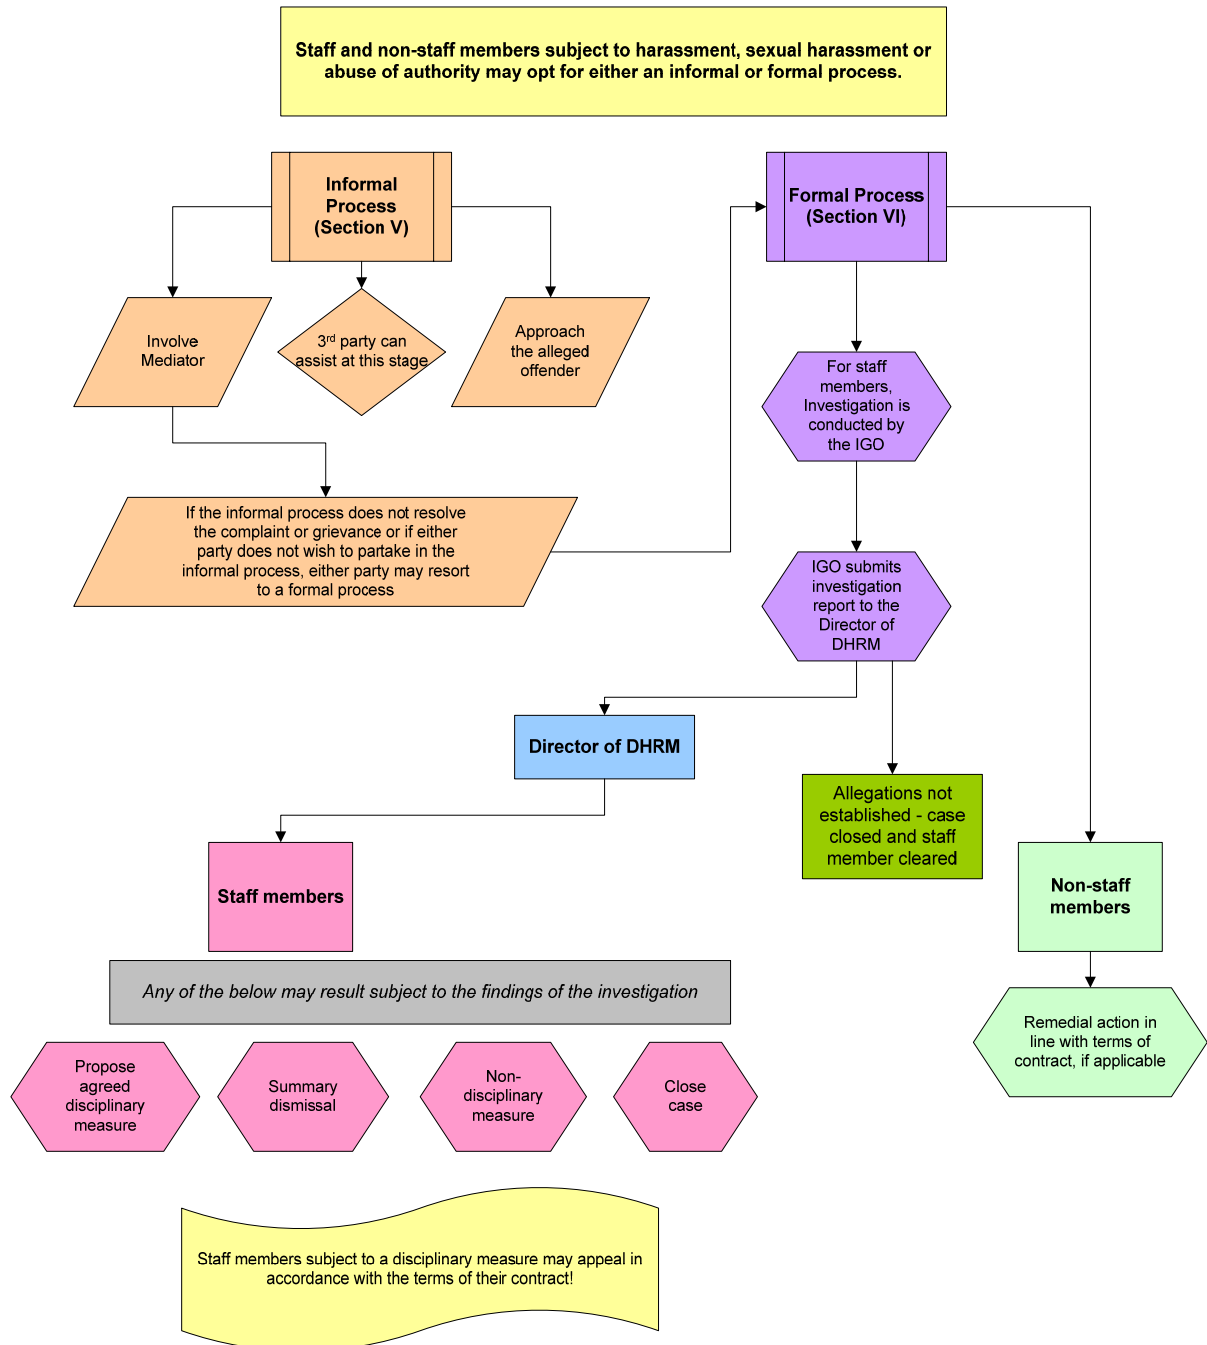 Staff and non-staff members subject to harassment, sexual harassment or
abuse of authority may opt for either an informal or formal process.
Informal
Process
(Section V)
Formal Process
(Section VI)
Involve
Mediator
3rd party can
assist at this stage
Approach
the alleged
offender
For staff
members,
Investigation is
conducted by
the IGO
If the informal process does not resolve
the complaint or grievance or if either
party does not wish to partake in the
informal process, either party may resort
to a formal process
IGO submits
investigation
report to the
Director of
DHRM
Director of DHRM
Allegations not
established - case
closed and staff
member cleared
Staff members
Non-staff
members
Any of the below may result subject to the findings of the investigation
Remedial action in
line with terms of
contract, if applicable
Propose
agreed
disciplinary
measure
Summary
dismissal
Non-
disciplinary
measure
Close
case
Staff members subject to a disciplinary measure may appeal in
accordance with the terms of their contract!